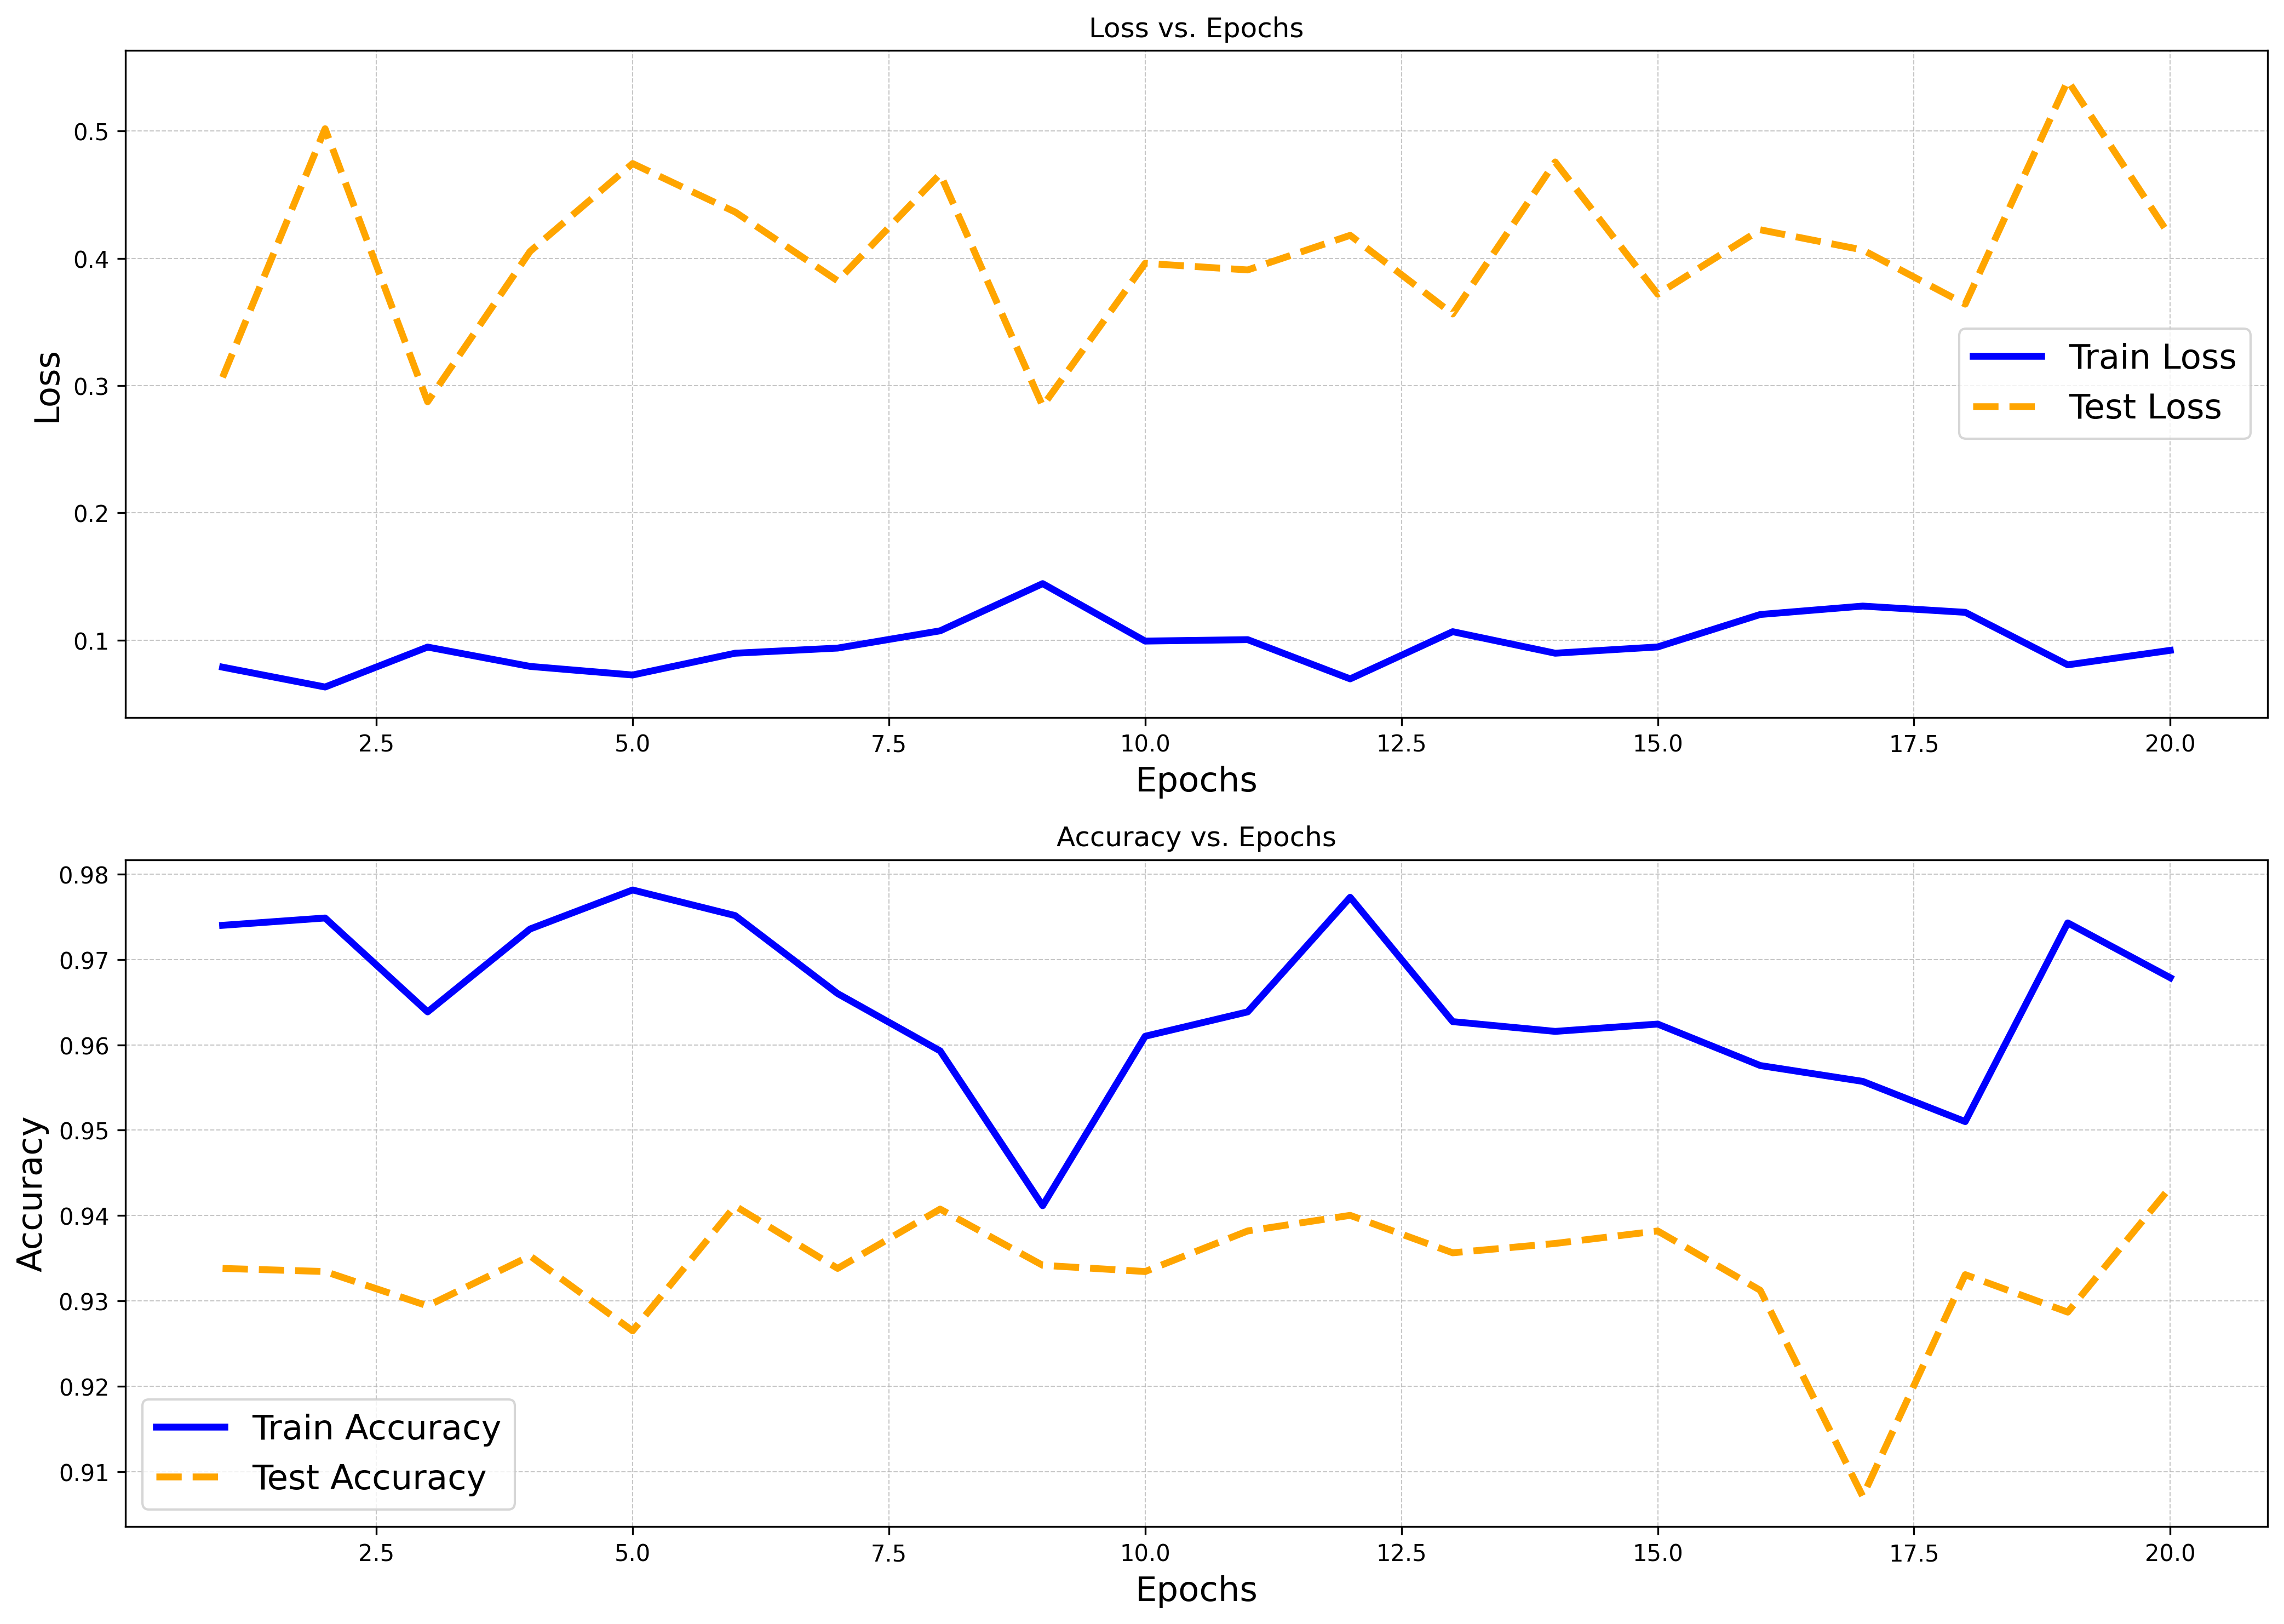 Loss vs. Epochs
0.5
0.4
0.3
0.2
0.1
Loss
Train Loss
Test Loss
2.5 5.0 7.5 10.0 12.5 15.0 17.5 20.0
Epochs
Accuracy vs. Epochs
0.98
0.97
0.96
0.95
0.94
0.93
0.92
0.91
Accuracy
Train Accuracy
Test Accuracy
2.5 5.0 7.5 10.0 12.5 15.0 17.5 20.0
Epochs